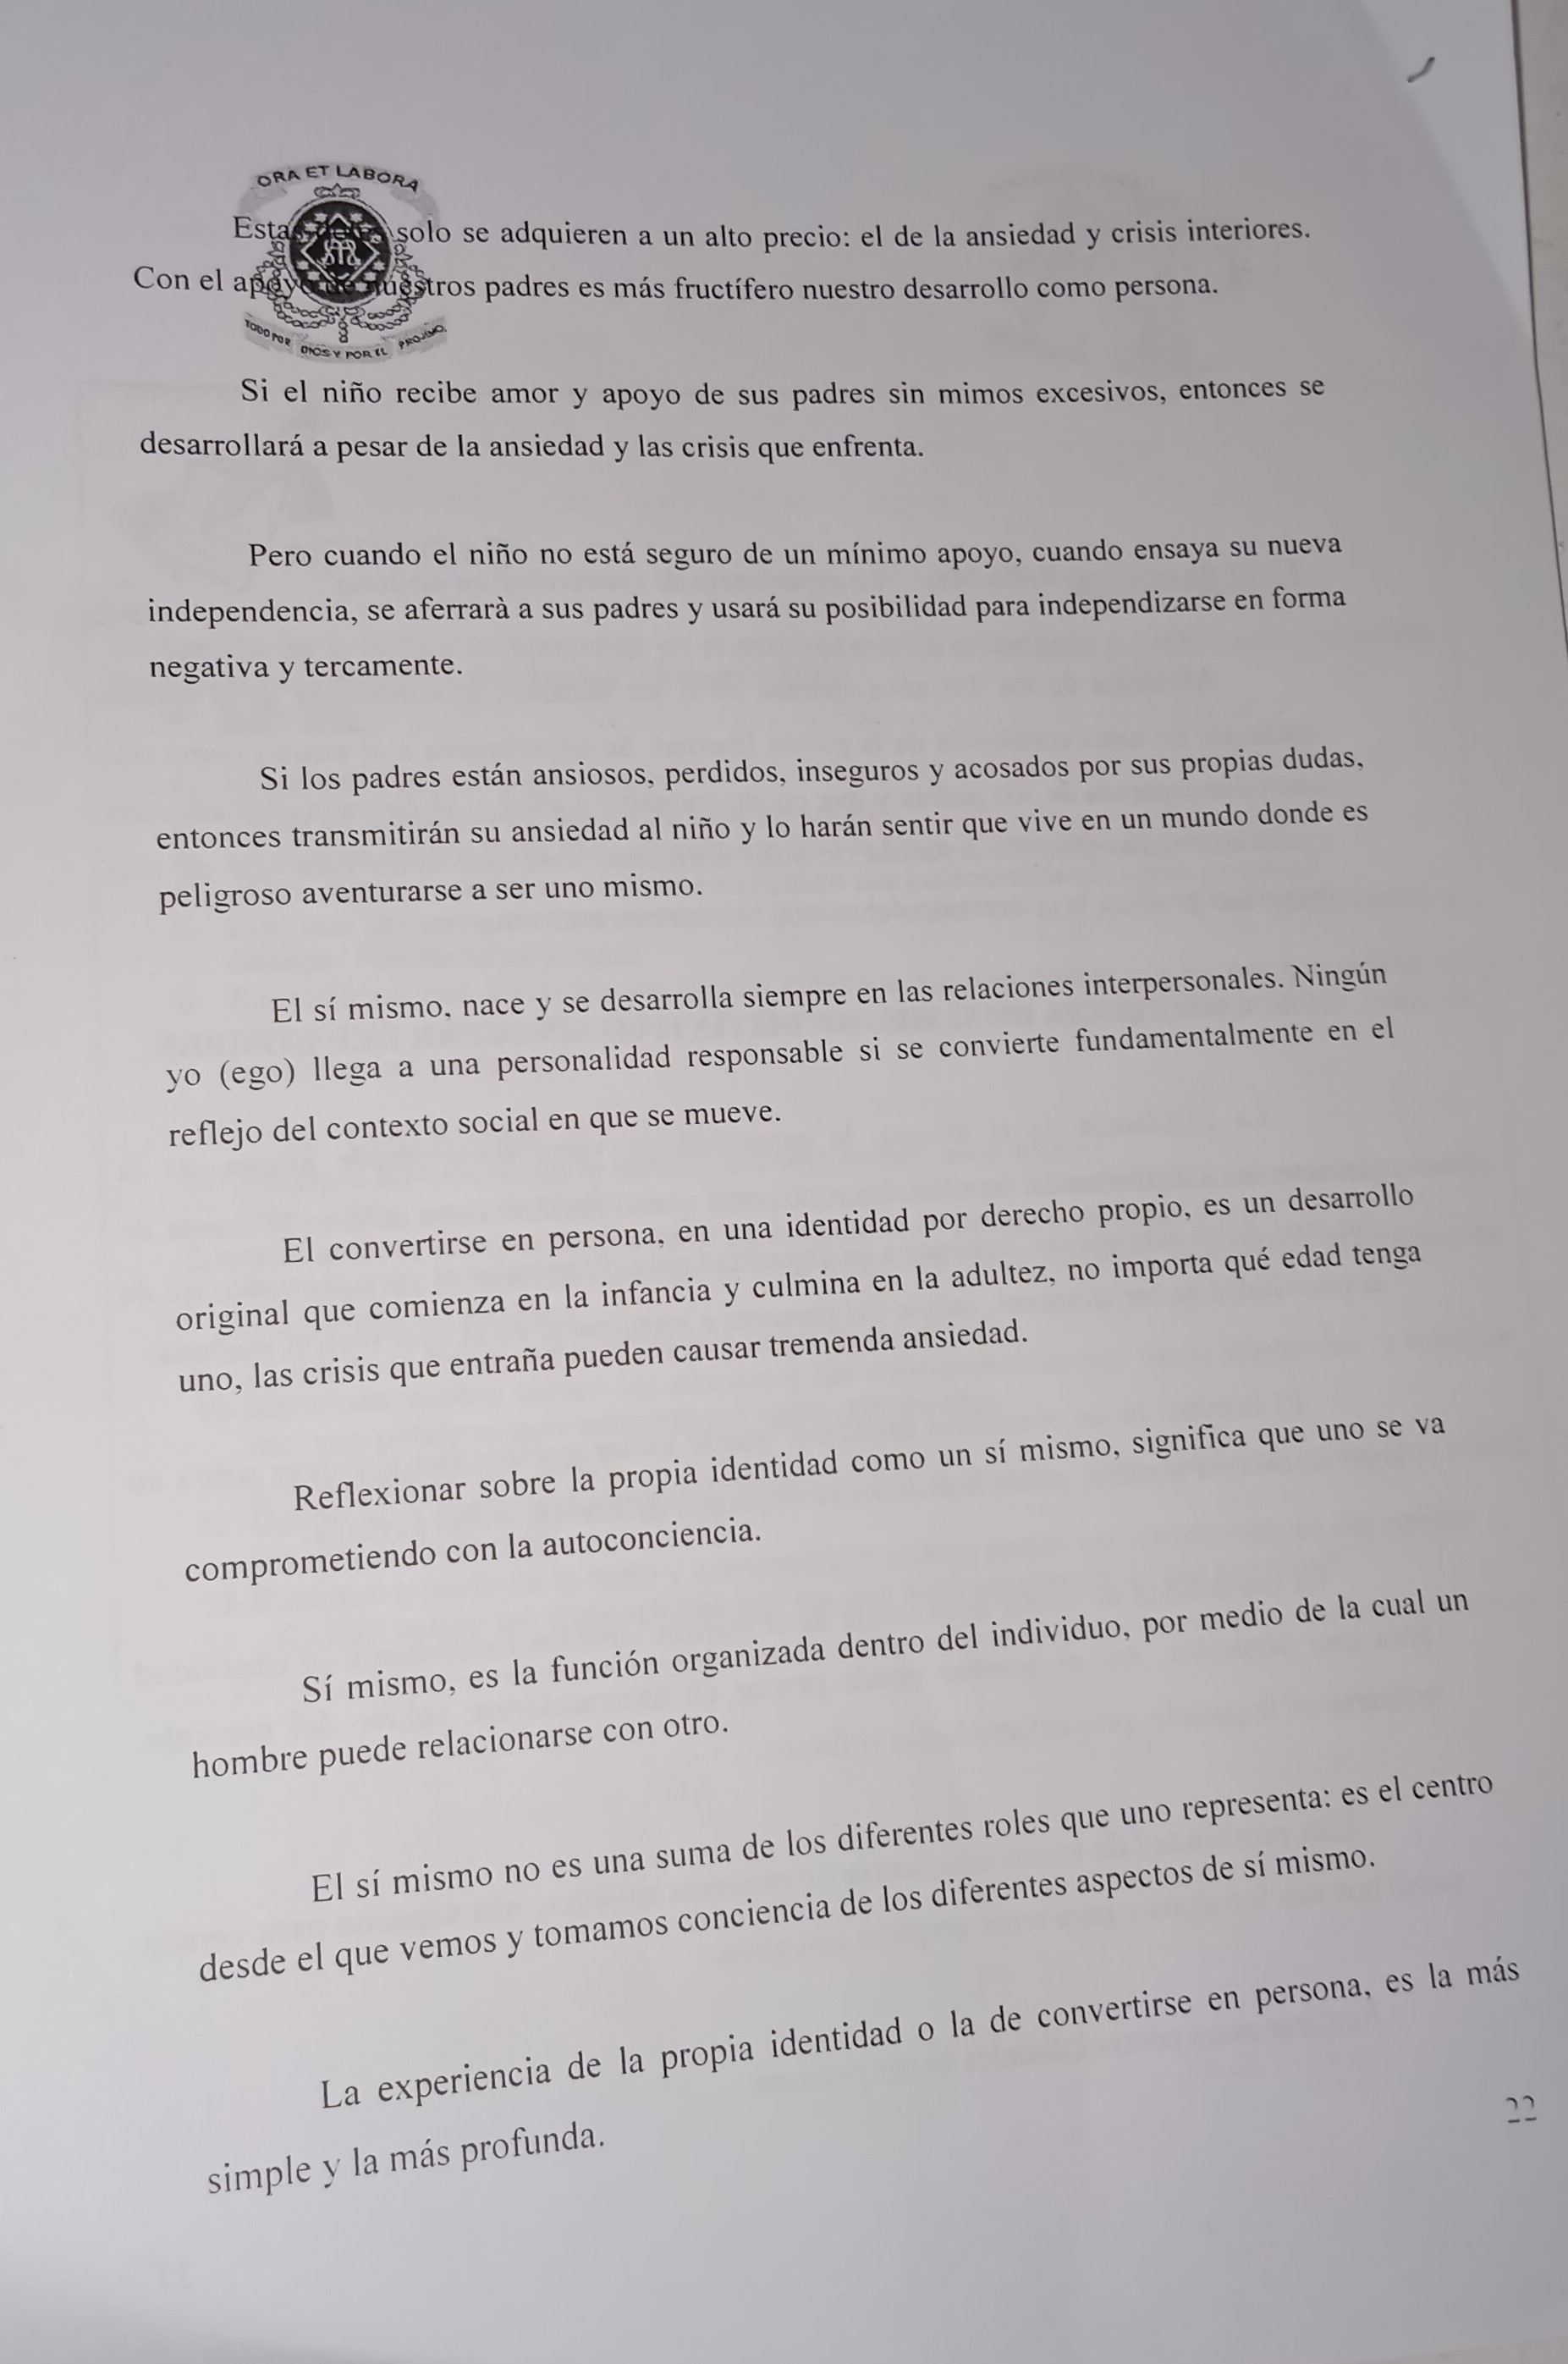 ORA ET LABORA
Estas solo se adquieren a un alto precio: el de la ansiedad y crisis interiores.
Con el apoyo de nuestros padres es más fructífero nuestro desarrollo como persona.
TODO POR DIOS Y POR EL PROJIMO.
Si el niño recibe amor y apoyo de sus padres sin mimos excesivos, entonces se
desarrollará a pesar de la ansiedad y las crisis que enfrenta.
Pero cuando el niño no está seguro de un mínimo apoyo, cuando ensaya su nueva
independencia, se aferrarà a sus padres y usará su posibilidad para independizarse en forma
negativa y tercamente.
Si los padres están ansiosos, perdidos, inseguros y acosados por sus propias dudas,
entonces transmitirán su ansiedad al niño y lo harán sentir que vive en un mundo donde es
peligroso aventurarse a ser uno mismo.
El sí mismo, nace y se desarrolla siempre en las relaciones interpersonales. Ningún
yo (ego) llega a una personalidad responsable si se convierte fundamentalmente en el
reflejo del contexto social en que se mueve.
El convertirse en persona, en una identidad por derecho propio, es un desarrollo
original que comienza en la infancia y culmina en la adultez, no importa qué edad tenga
uno, las crisis que entraña pueden causar tremenda ansiedad.
Reflexionar sobre la propia identidad como un sí mismo, significa que uno se va
comprometiendo con la autoconciencia.
Sí mismo, es la función organizada dentro del individuo, por medio de la cual un
hombre puede relacionarse con otro.
El sí mismo no es una suma de los diferentes roles que uno representa: es el centro
desde el que vemos y tomamos conciencia de los diferentes aspectos de sí mismo.
La experiencia de la propia identidad o la de convertirse en persona, es la más
simple y la más profunda.
22